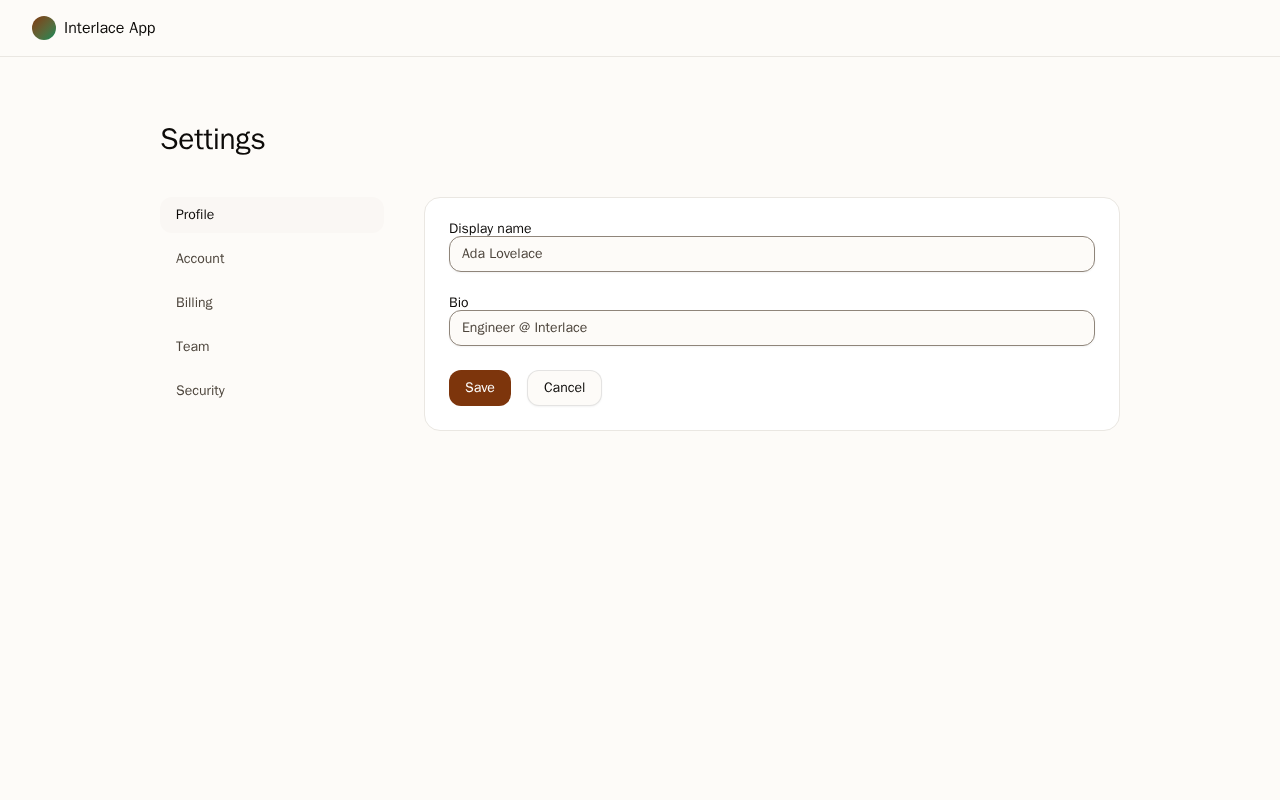 Interlace App
Settings
Profile
Account
Billing
Team
Security
Display name
Ada Lovelace
Bio
Engineer @ Interlace
Save
Cancel